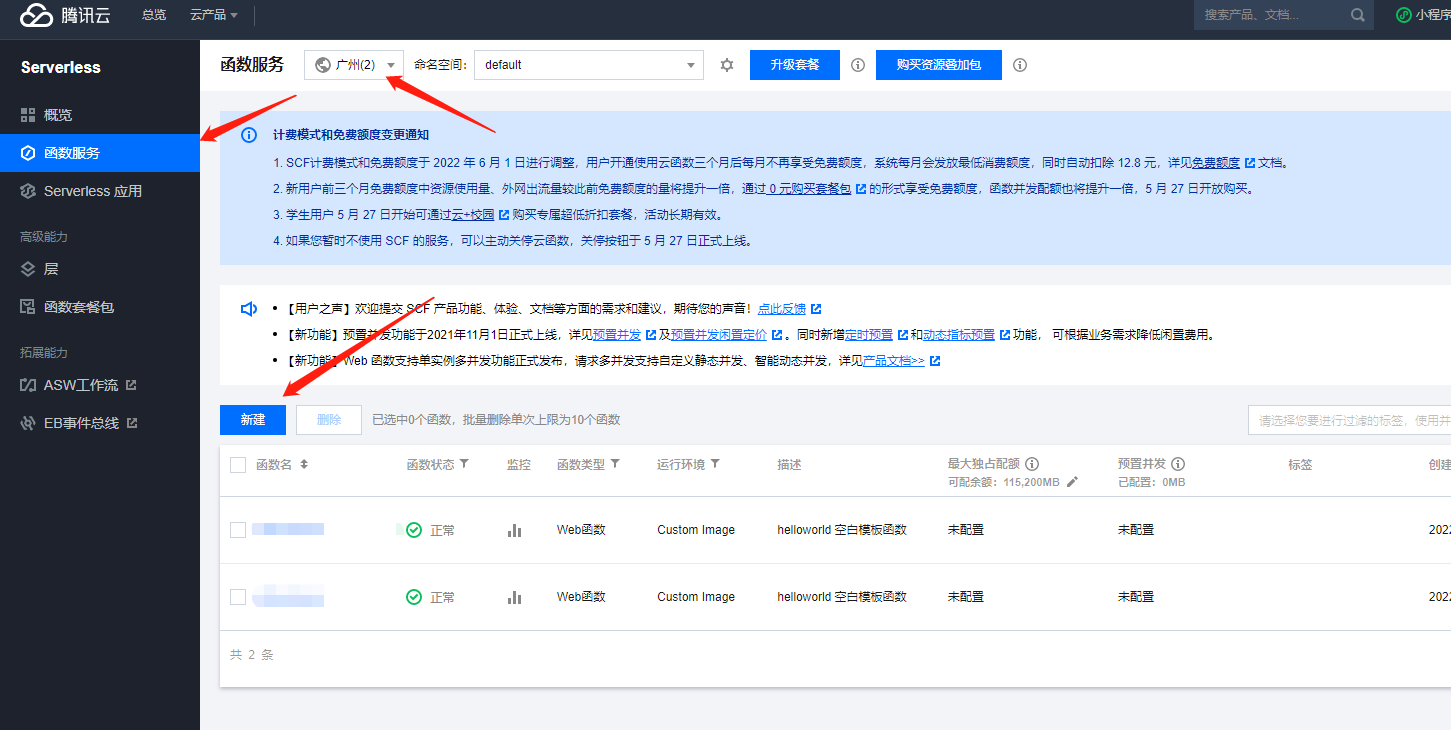 腾讯云 总览 云产品 搜索产品、文档... 小程序
Serverless
概览
函数服务
Serverless 应用
高级能力
层
函数套餐包
拓展能力
ASW工作流
EB事件总线
函数服务 广州(2) 命名空间: default 升级套餐 购买资源叠加包
计费模式和免费额度变更通知
1. SCF计费模式和免费额度于 2022 年 6 月 1 日进行调整，用户开通使用云函数三个月后每月不再享受免费额度，系统每月会发放最低消费额度，同时自动扣除 12.8 元，详见免费额度 文档。
2. 新用户前三个月免费额度中资源使用量、外网出流量较此前免费额度的量将提升一倍，通过 0 元购买套餐包 的形式享受免费额度，函数并发配额也将提升一倍，5 月 27 日开放购买。
3. 学生用户 5 月 27 日开始可通过云+校园 购买专属超低折扣套餐，活动长期有效。
4. 如果您暂时不使用 SCF 的服务，可以主动关停云函数，关停按钮于 5 月 27 日正式上线。
• 【用户之声】欢迎提交 SCF 产品功能、体验、文档等方面的需求和建议，期待您的声音！点此反馈
• 【新功能】预置并发功能于2021年11月1日正式上线，详见预置并发 及预置并发闲置定价 。同时新增定时预置 和动态指标预置 功能， 可根据业务需求降低闲置费用。
• 【新功能】Web 函数支持单实例多并发功能正式发布，请求多并发支持自定义静态并发、智能动态并发，详见产品文档>>
新建 删除 已选中0个函数，批量删除单次上限为10个函数 请选择您要进行过滤的标签，使用并
函数名 函数状态 监控 函数类型 运行环境 描述 最大独占配额 预置并发 标签 创建
可配余额：115,200MB 已配置：0MB
正常 Web函数 Custom Image helloworld 空白模板函数 未配置 未配置 2022
正常 Web函数 Custom Image helloworld 空白模板函数 未配置 未配置 2022
共 2 条